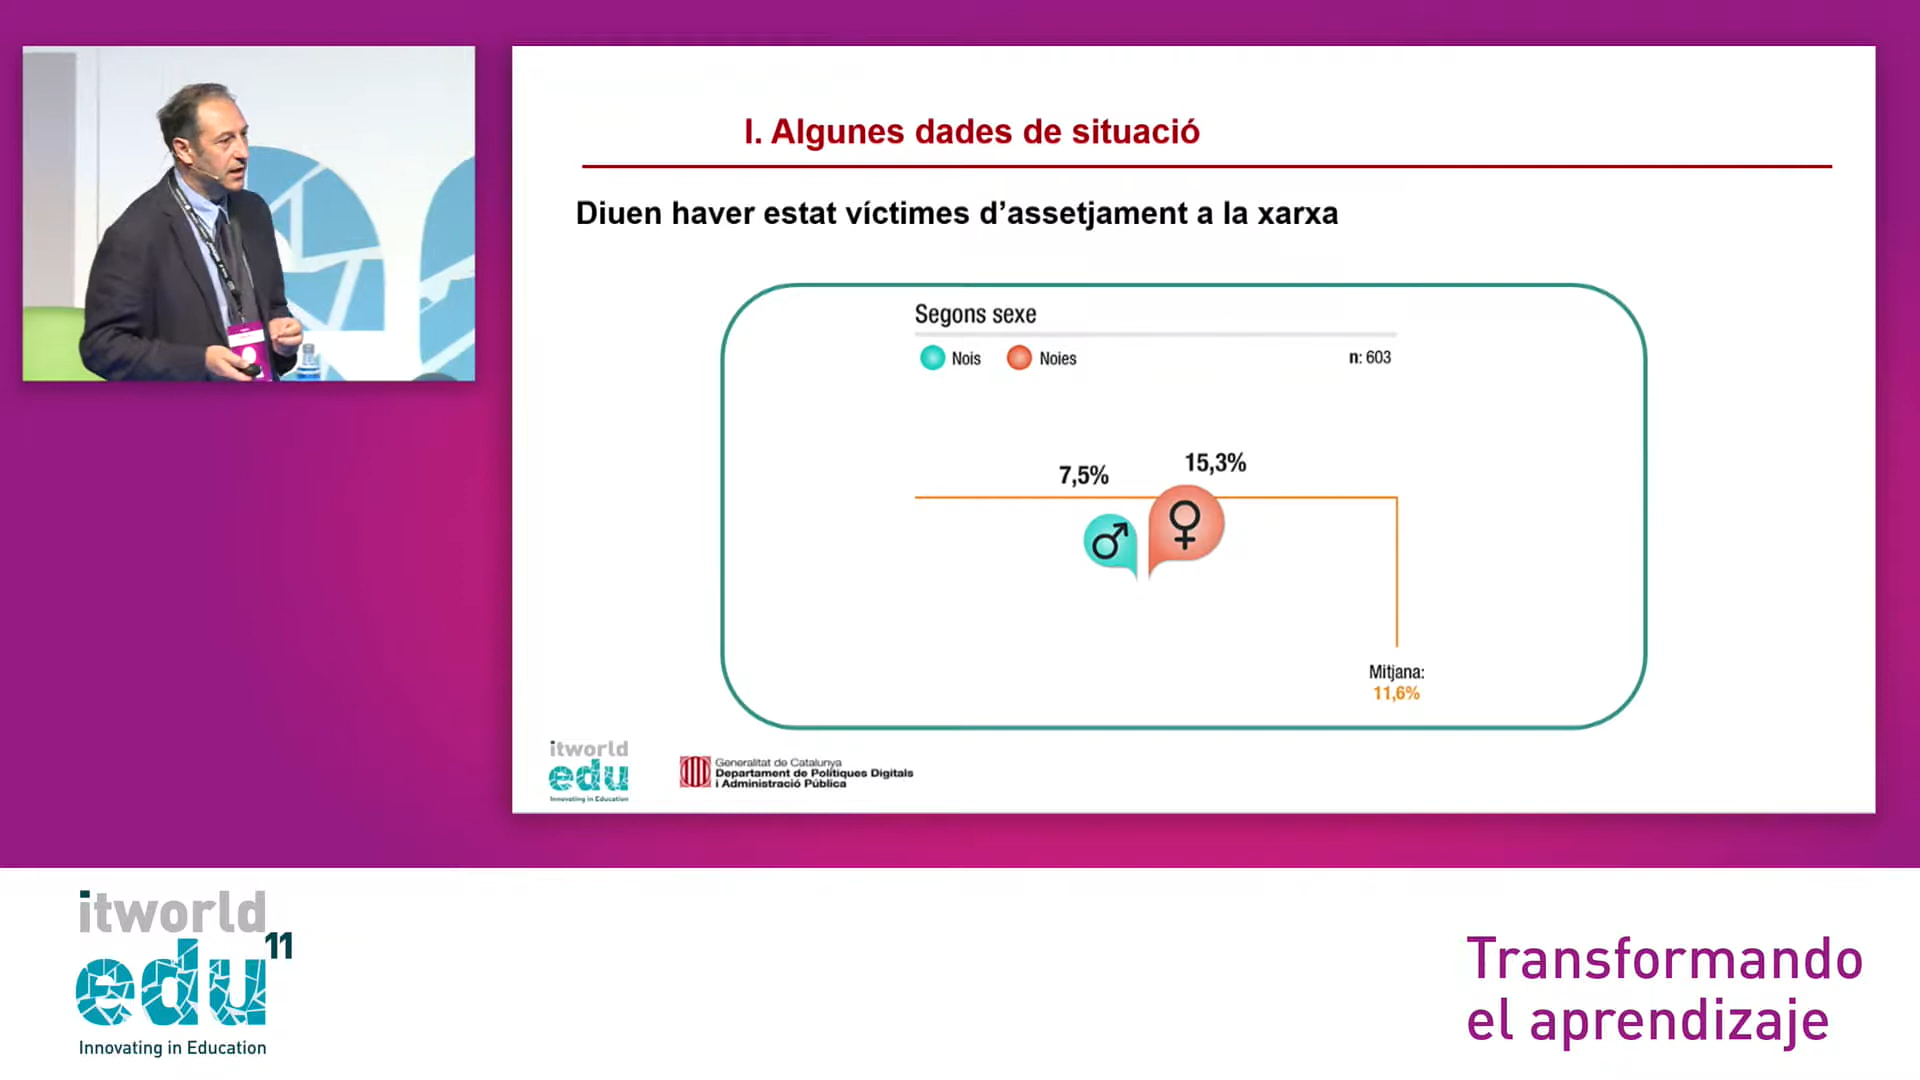 I. Algunes dades de situació
Diuen haver estat víctimes d’assetjament a la xarxa
Segons sexe
Nois
Noies
n: 603
7,5%
15,3%
Mitjana:
11,6%
itworld
edu
Innovating in Education
Generalitat de Catalunya
Departament de Polítiques Digitals
i Administració Pública
itworld
edu11
Innovating in Education
Transformando
el aprendizaje